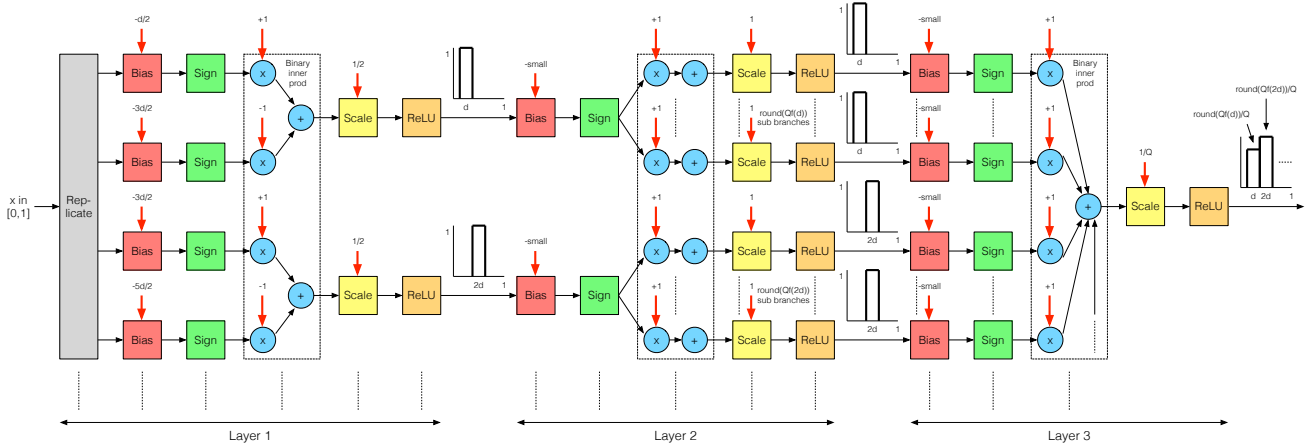 x in
[0,1]
Rep-
licate
-d/2
Bias
Sign
+1
x
Binary
inner
prod
-3d/2
Bias
Sign
-1
x
+
1/2
Scale
ReLU
1
d
1
-3d/2
Bias
Sign
+1
x
-5d/2
Bias
Sign
-1
x
+
1/2
Scale
ReLU
1
2d
1
Layer 1
-small
Bias
Sign
+1
x
+
1
Scale
ReLU
1
d
1
+1
x
+
1
round(Qf(d))
sub branches
Scale
ReLU
1
d
1
-small
Bias
Sign
+1
x
+
1
Scale
ReLU
1
2d
1
+1
x
+
1
round(Qf(2d))
sub branches
Scale
ReLU
1
2d
1
Layer 2
-small
Bias
Sign
+1
x
Binary
inner
prod
-small
Bias
Sign
+1
x
-small
Bias
Sign
+1
x
-small
Bias
Sign
+1
x
+
1/Q
Scale
ReLU
round(Qf(2d))/Q
round(Qf(d))/Q
.....
d 2d
1
Layer 3